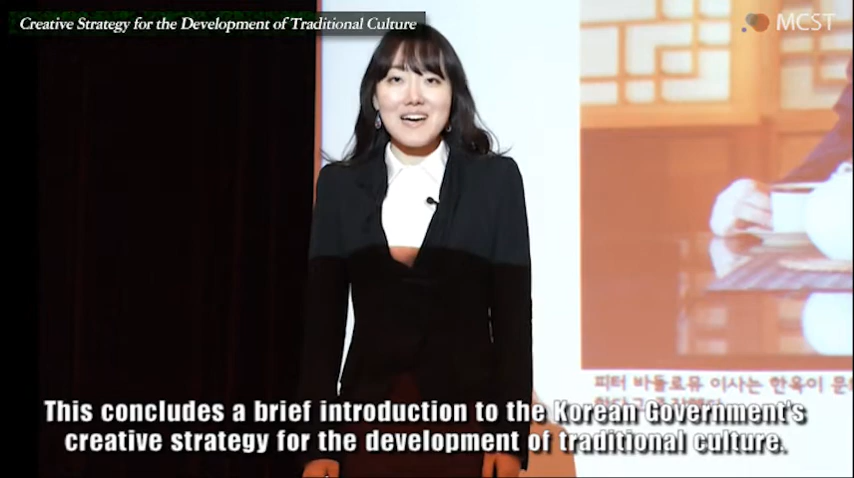 Creative Strategy for the Development of Traditional Culture
MCST
피터 바돌로뮤 이사는 한옥이
This concludes a brief introduction to the Korean Government's
creative strategy for the development of traditional culture.